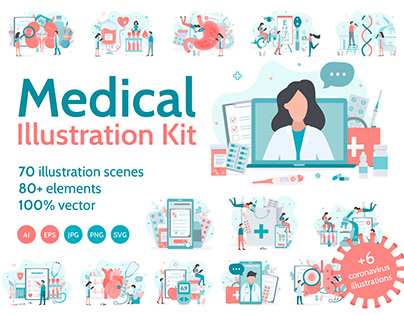 Medical
Illustration Kit
70 illustration scenes
80+ elements
100% vector
AI
EPS
JPG
PNG
SVG
+6
coronavirus
illustrations